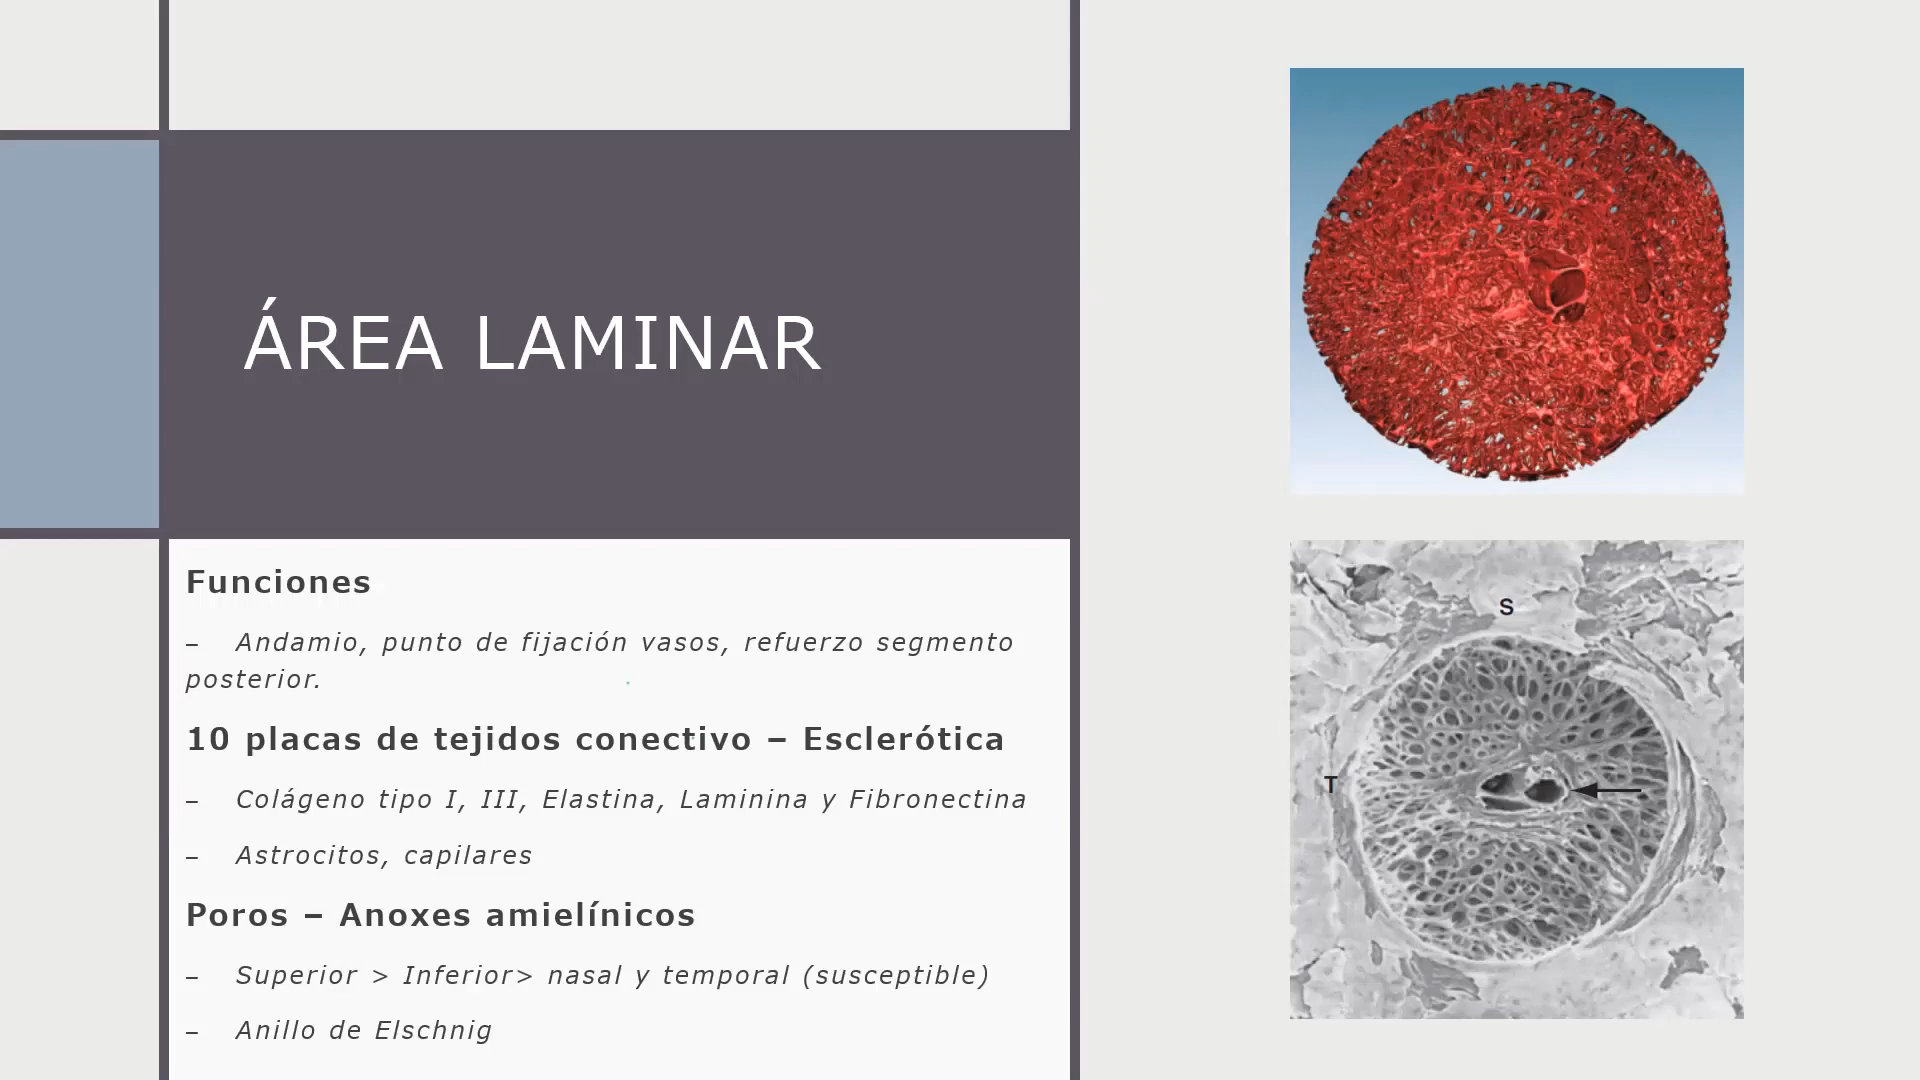 ÁREA LAMINAR
Funciones
– Andamio, punto de fijación vasos, refuerzo segmento
posterior.
10 placas de tejidos conectivo – Esclerótica
– Colágeno tipo I, III, Elastina, Laminina y Fibronectina
– Astrocitos, capilares
Poros – Anoxes amielínicos
– Superior > Inferior> nasal y temporal (susceptible)
– Anillo de Elschnig
S
T